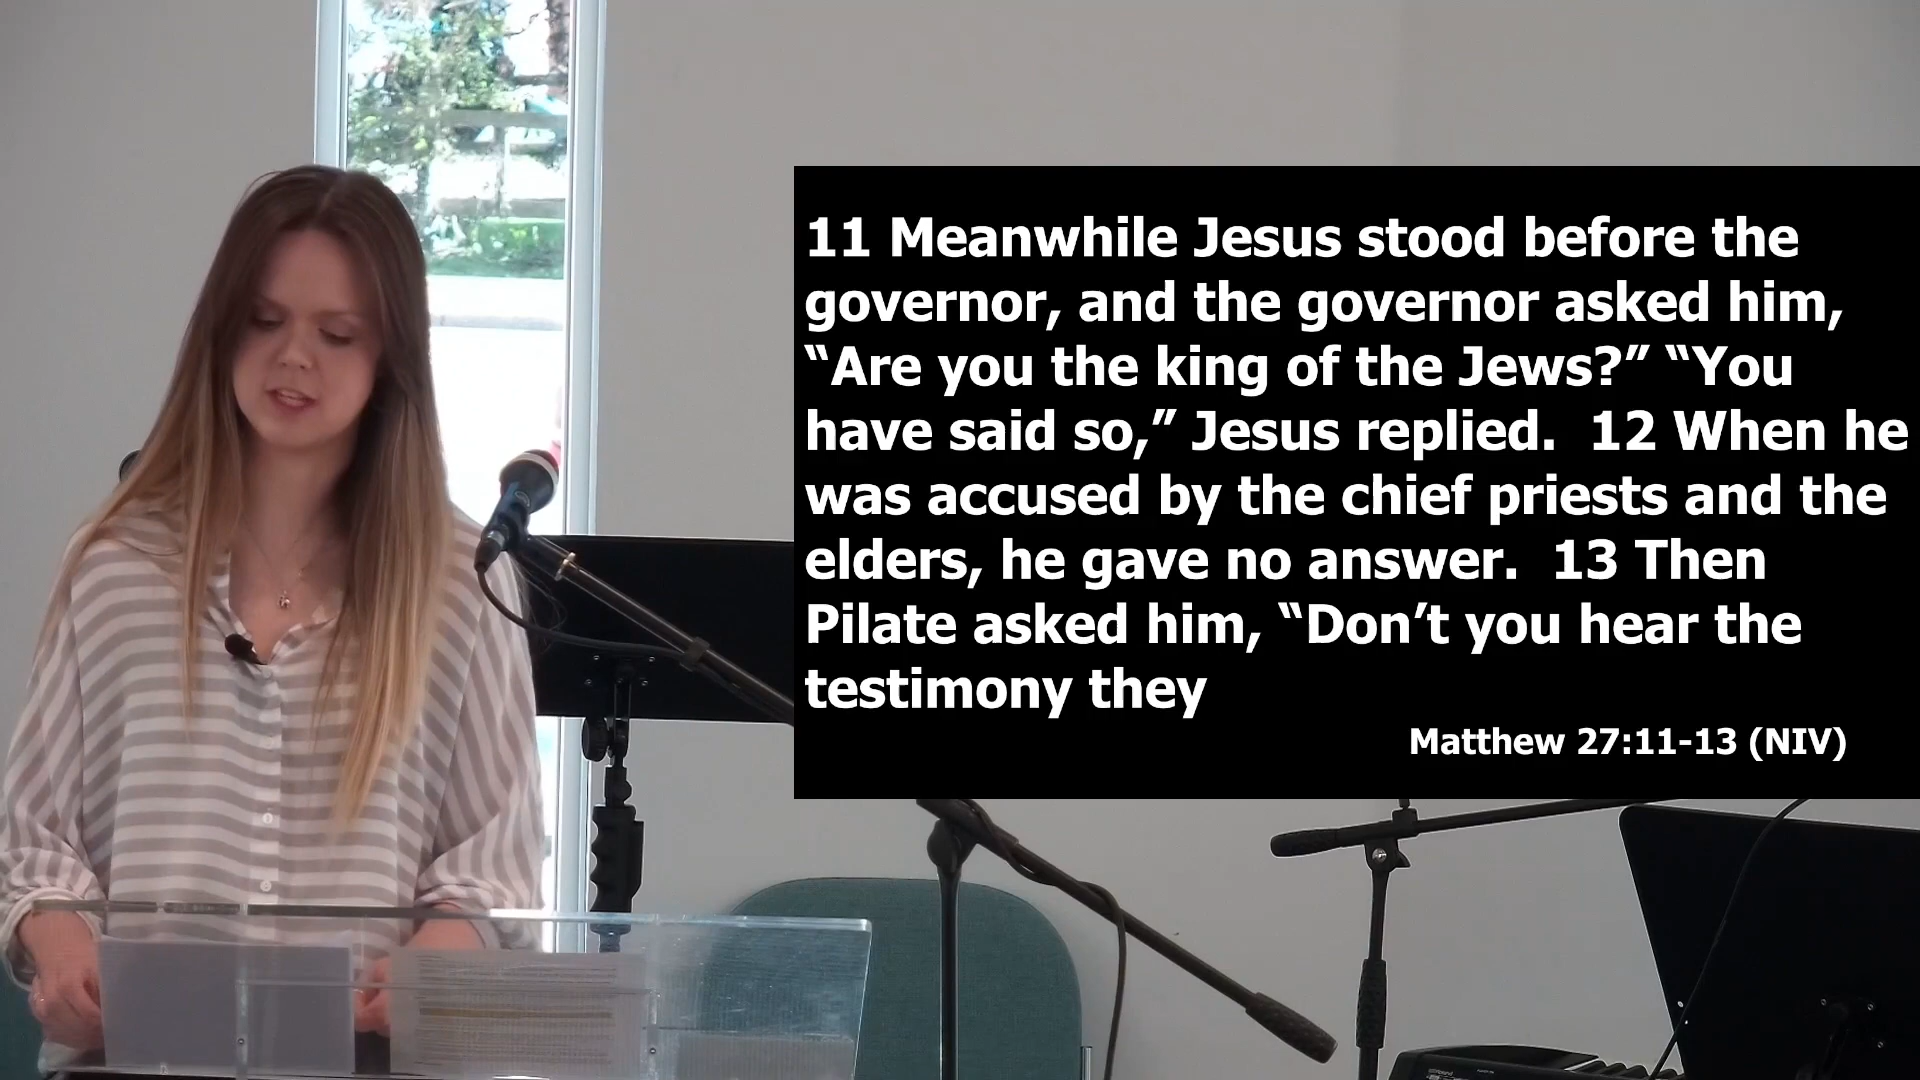 11 Meanwhile Jesus stood before the
governor, and the governor asked him,
“Are you the king of the Jews?” “You
have said so,” Jesus replied.  12 When he
was accused by the chief priests and the
elders, he gave no answer.  13 Then
Pilate asked him, “Don’t you hear the
testimony they
Matthew 27:11-13 (NIV)
Roland